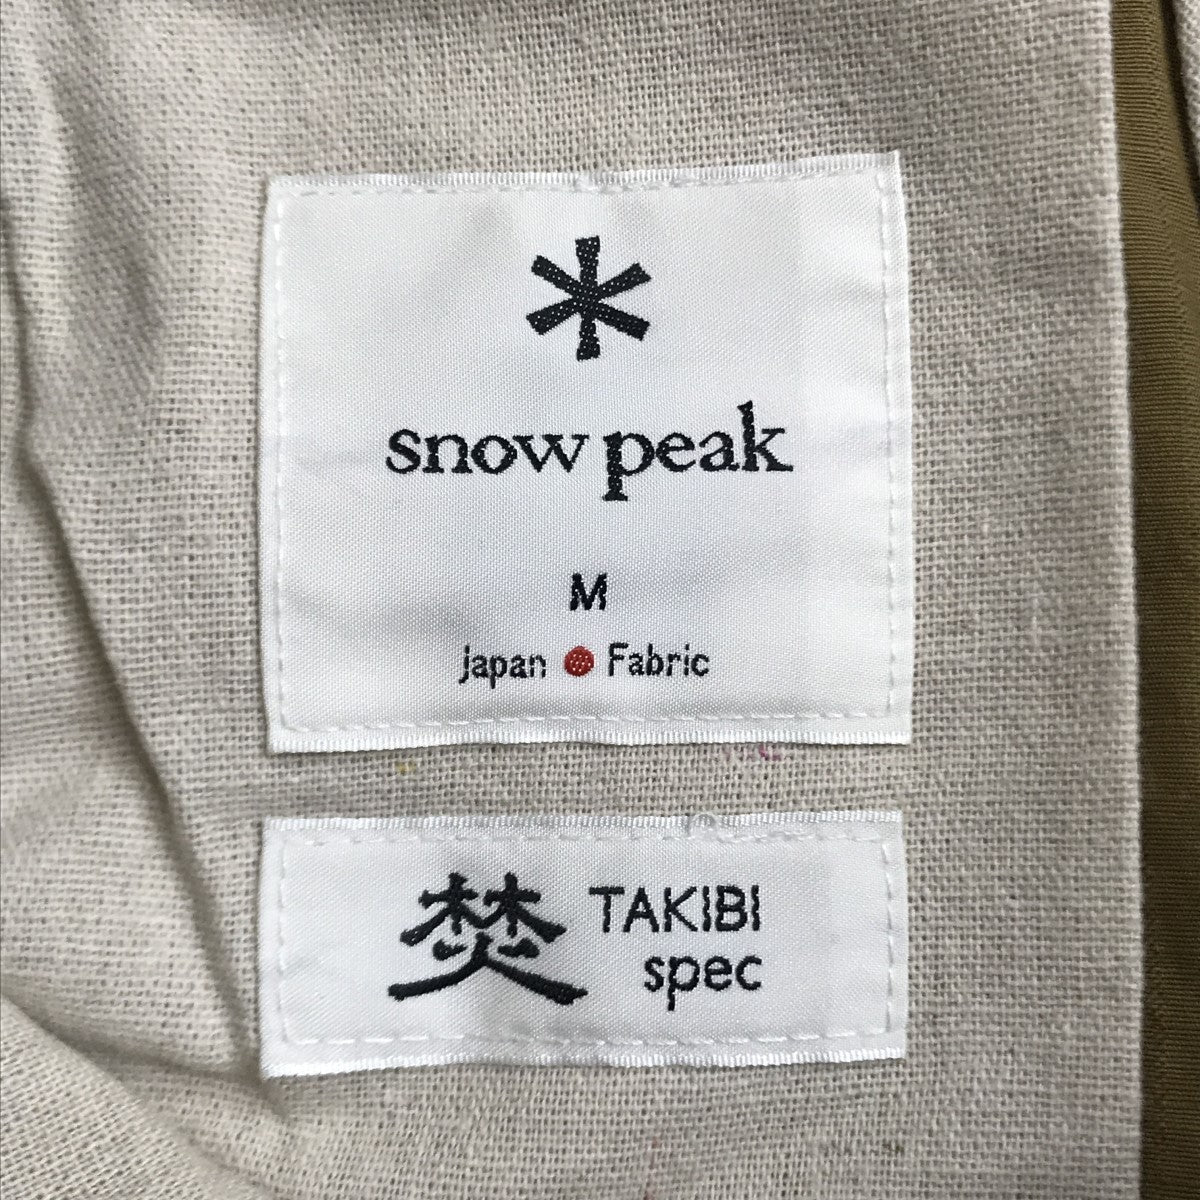 snow peak
M
Japan Fabric
焚 TAKIBI
spec